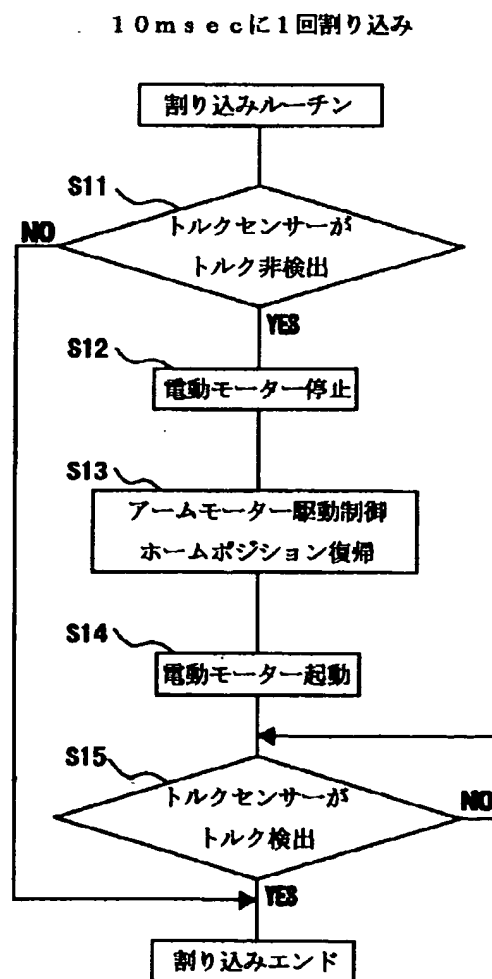 10msecに1回割り込み
割り込みルーチン
S11
トルクセンサーが
トルク非検出
NO
YES
S12
電動モーター停止
S13
アームモーター駆動制御
ホームポジション復帰
S14
電動モーター起動
S15
トルクセンサーが
トルク検出
NO
YES
割り込みエンド